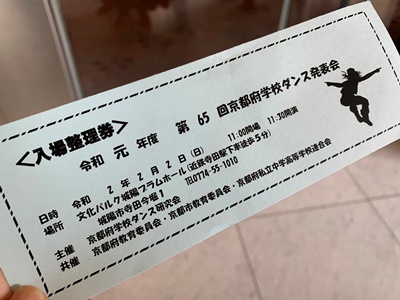 <入場整理券>
令和 元 年度 第 65 回京都府学校ダンス発表会
日時 令和 2 年 2 月 2 日（日） 11:00開場 11:30開演
場所 文化パルク城陽プラムホール（近鉄寺田駅下車徒歩5分）
城陽市寺田今堀1 TEL0774-55-1010
主催 京都府学校ダンス研究会
共催 京都府教育委員会・京都市教育委員会・京都府私立中学高等学校連合会